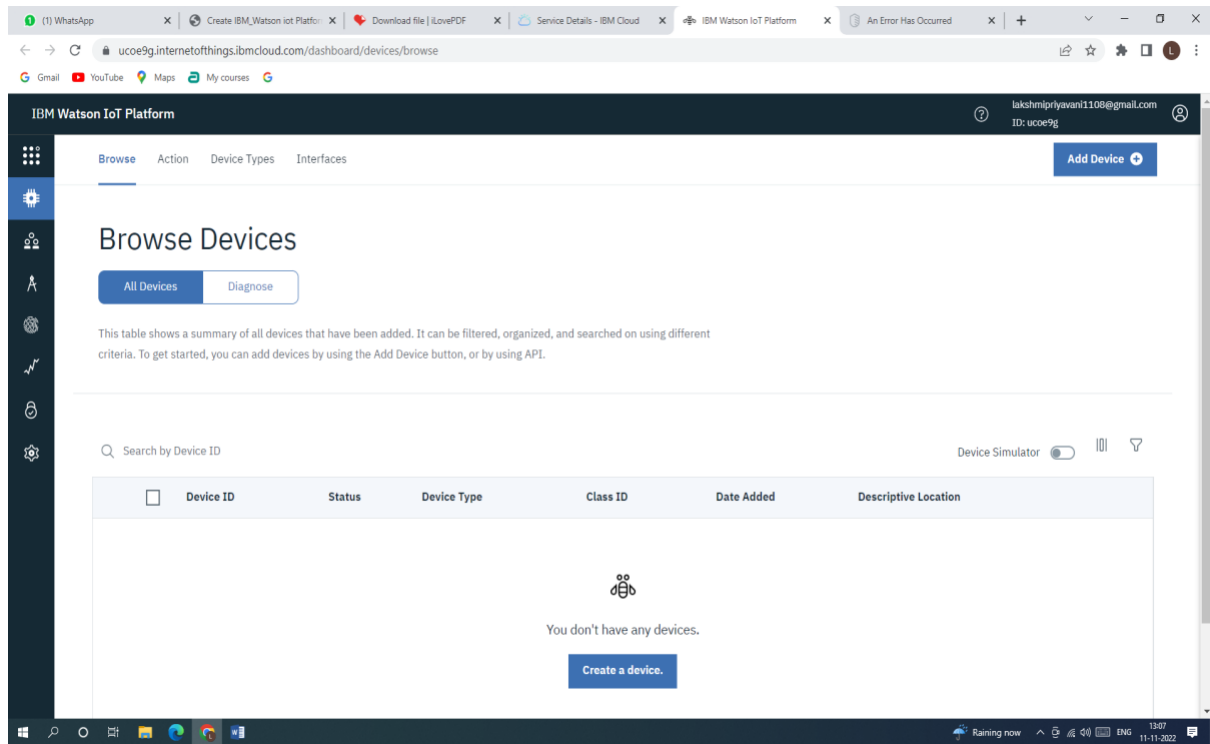 (1) WhatsApp
Create IBM_Watson iot Platfor
Download file | iLovePDF
Service Details - IBM Cloud
IBM Watson IoT Platform
An Error Has Occurred
ucoe9g.internetofthings.ibmcloud.com/dashboard/devices/browse
L
Gmail YouTube Maps My courses
IBM Watson IoT Platform
lakshmipriyavani1108@gmail.com
ID: ucoe9g
Browse Action Device Types Interfaces
Add Device
Browse Devices
All Devices Diagnose
This table shows a summary of all devices that have been added. It can be filtered, organized, and searched on using different
criteria. To get started, you can add devices by using the Add Device button, or by using API.
Search by Device ID
Device Simulator
Device ID Status Device Type Class ID Date Added Descriptive Location
You don't have any devices.
Create a device.
Raining now
ENG
13:07
11-11-2022